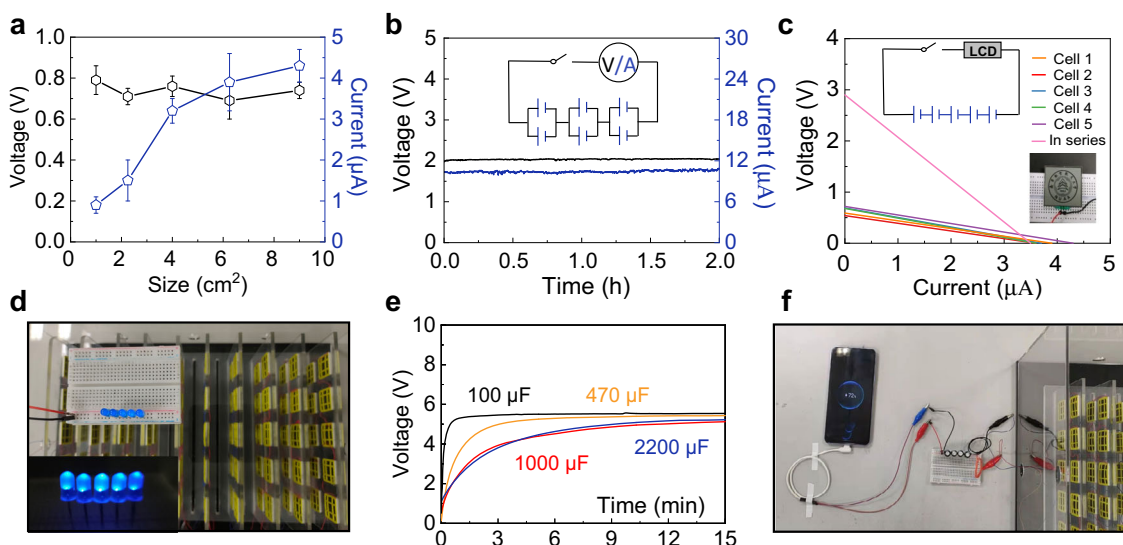 a
1.0
0.8
0.6
0.4
0.2
0.0
Voltage (V)
0 2 4 6 8 10
Size (cm²)
5
4
3
2
1
0
Current (μA)
b
5
4
3
2
1
0
Voltage (V)
V/A
0.0 0.5 1.0 1.5 2.0
Time (h)
30
24
18
12
6
0
Current (μA)
c
4
3
2
1
0
Voltage (V)
LCD
Cell 1
Cell 2
Cell 3
Cell 4
Cell 5
In series
0 1 2 3 4 5
Current (μA)
d
e
10
8
6
4
2
0
Voltage (V)
100 μF 470 μF
1000 μF 2200 μF
Time (min)
0 3 6 9 12 15
f